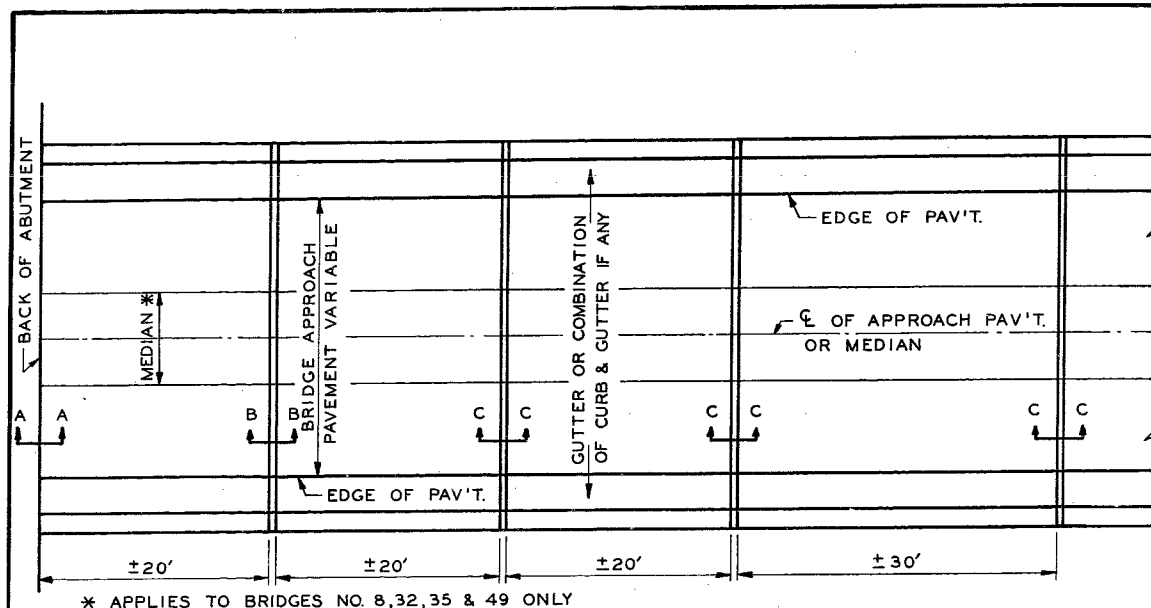 BACK OF ABUTMENT
MEDIAN *
BRIDGE APPROACH
PAVEMENT VARIABLE
GUTTER OR COMBINATION
OF CURB & GUTTER IF ANY
EDGE OF PAV'T.
℄ OF APPROACH PAV'T.
OR MEDIAN
A A B B C C C C C C
EDGE OF PAV'T.
±20' ±20' ±20' ±30'
* APPLIES TO BRIDGES NO. 8,32,35 & 49 ONLY